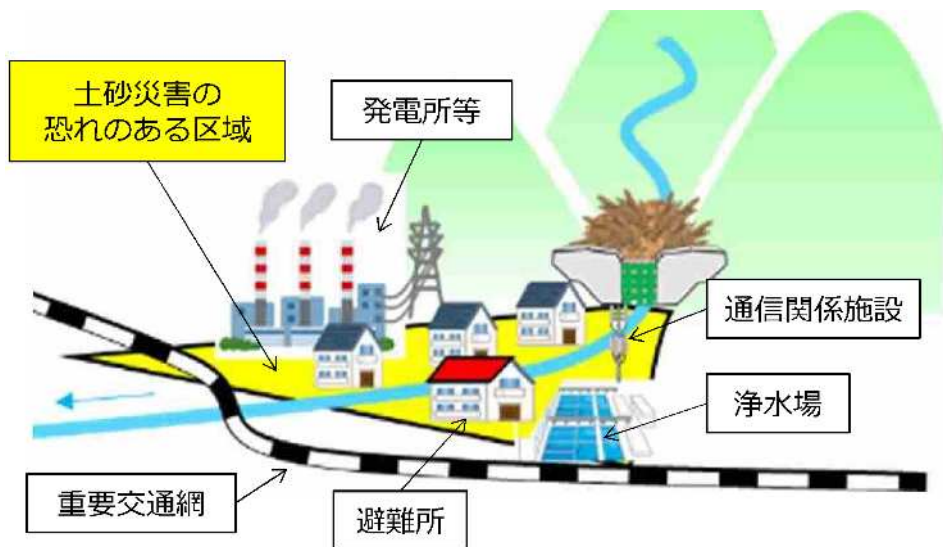 土砂災害の
恐れのある区域
発電所等
通信関係施設
浄水場
重要交通網
避難所